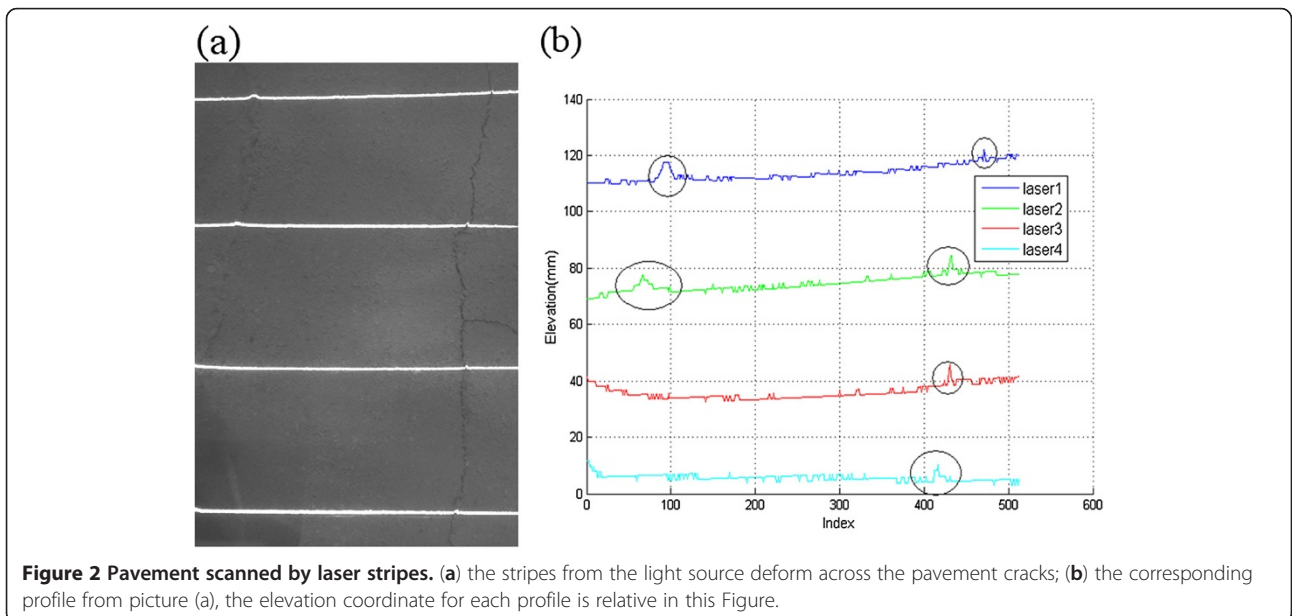 (a)
(b)
140
120
100
80
60
40
20
0
Elevation(mm)
0 100 200 300 400 500 600
Index
laser1
laser2
laser3
laser4
Figure 2 Pavement scanned by laser stripes. (a) the stripes from the light source deform across the pavement cracks; (b) the corresponding
profile from picture (a), the elevation coordinate for each profile is relative in this Figure.